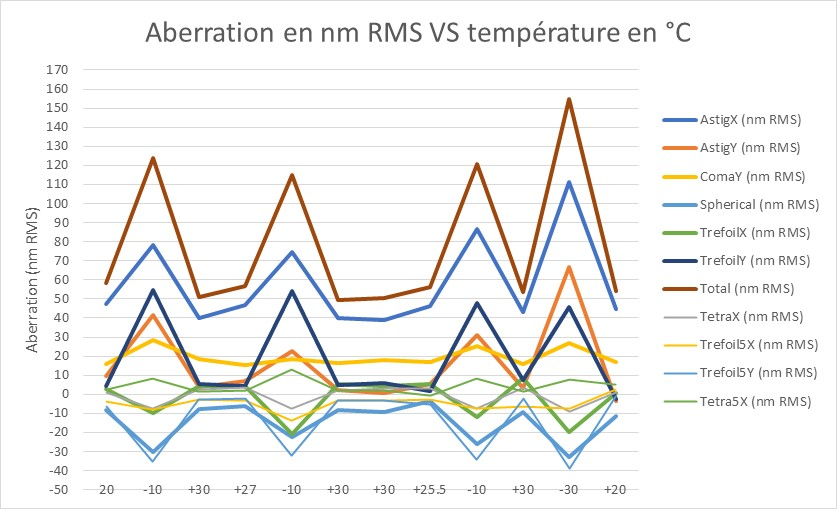 Aberration en nm RMS VS température en °C
Aberration (nm RMS)
170
160
150
140
130
120
110
100
90
80
70
60
50
40
30
20
10
0
-10
-20
-30
-40
-50
20 -10 +30 +27 -10 +30 +30 +25.5 -10 +30 -30 +20
AstigX (nm RMS)
AstigY (nm RMS)
ComaY (nm RMS)
Spherical (nm RMS)
TrefoilX (nm RMS)
TrefoilY (nm RMS)
Total (nm RMS)
TetraX (nm RMS)
Trefoil5X (nm RMS)
Trefoil5Y (nm RMS)
Tetra5X (nm RMS)